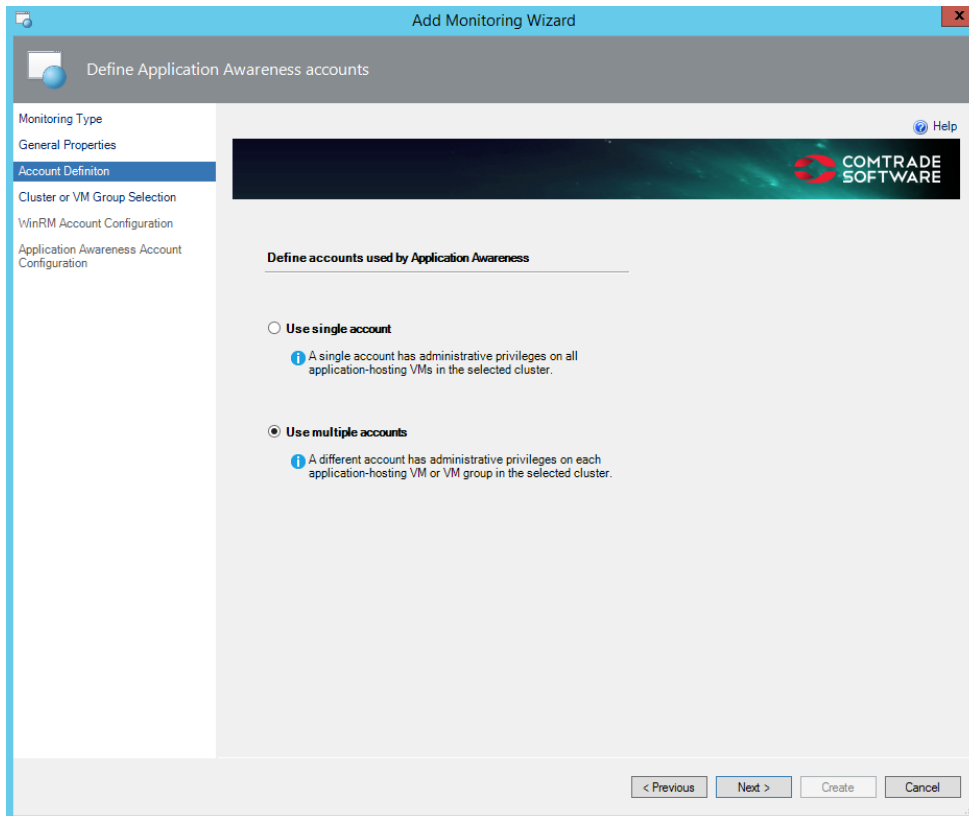 Add Monitoring Wizard
x
Define Application Awareness accounts
Monitoring Type
General Properties
Account Definiton
Cluster or VM Group Selection
WinRM Account Configuration
Application Awareness Account
Configuration
Help
COMTRADE
SOFTWARE
Define accounts used by Application Awareness
Use single account
A single account has administrative privileges on all
application-hosting VMs in the selected cluster.
Use multiple accounts
A different account has administrative privileges on each
application-hosting VM or VM group in the selected cluster.
< Previous
Next >
Create
Cancel